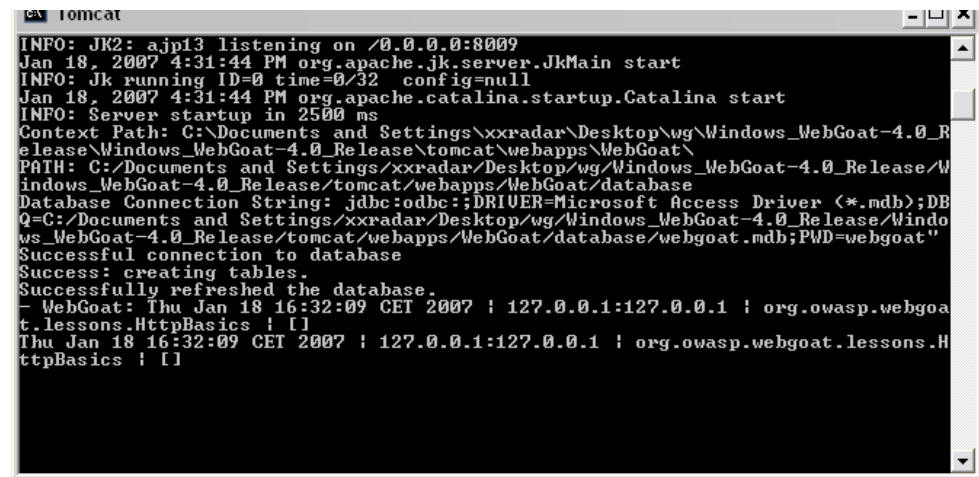 Tomcat
INFO: JK2: ajp13 listening on /0.0.0.0:8009
Jan 18, 2007 4:31:44 PM org.apache.jk.server.JkMain start
INFO: Jk running ID=0 time=0/32  config=null
Jan 18, 2007 4:31:44 PM org.apache.catalina.startup.Catalina start
INFO: Server startup in 2500 ms
Context Path: C:\Documents and Settings\xxradar\Desktop\wg\Windows_WebGoat-4.0_R
elease\Windows_WebGoat-4.0_Release\tomcat\webapps\WebGoat\
PATH: C:/Documents and Settings/xxradar/Desktop/wg/Windows_WebGoat-4.0_Release/W
indows_WebGoat-4.0_Release/tomcat/webapps/WebGoat/database
Database Connection String: jdbc:odbc:;DRIVER=Microsoft Access Driver (*.mdb);DB
Q=C:/Documents and Settings/xxradar/Desktop/wg/Windows_WebGoat-4.0_Release/Windo
ws_WebGoat-4.0_Release/tomcat/webapps/WebGoat/database/webgoat.mdb;PWD=webgoat"
Successful connection to database
Success: creating tables.
Successfully refreshed the database.
- WebGoat: Thu Jan 18 16:32:09 CET 2007 | 127.0.0.1:127.0.0.1 | org.owasp.webgoa
t.lessons.HttpBasics | []
Thu Jan 18 16:32:09 CET 2007 | 127.0.0.1:127.0.0.1 | org.owasp.webgoat.lessons.H
ttpBasics | []